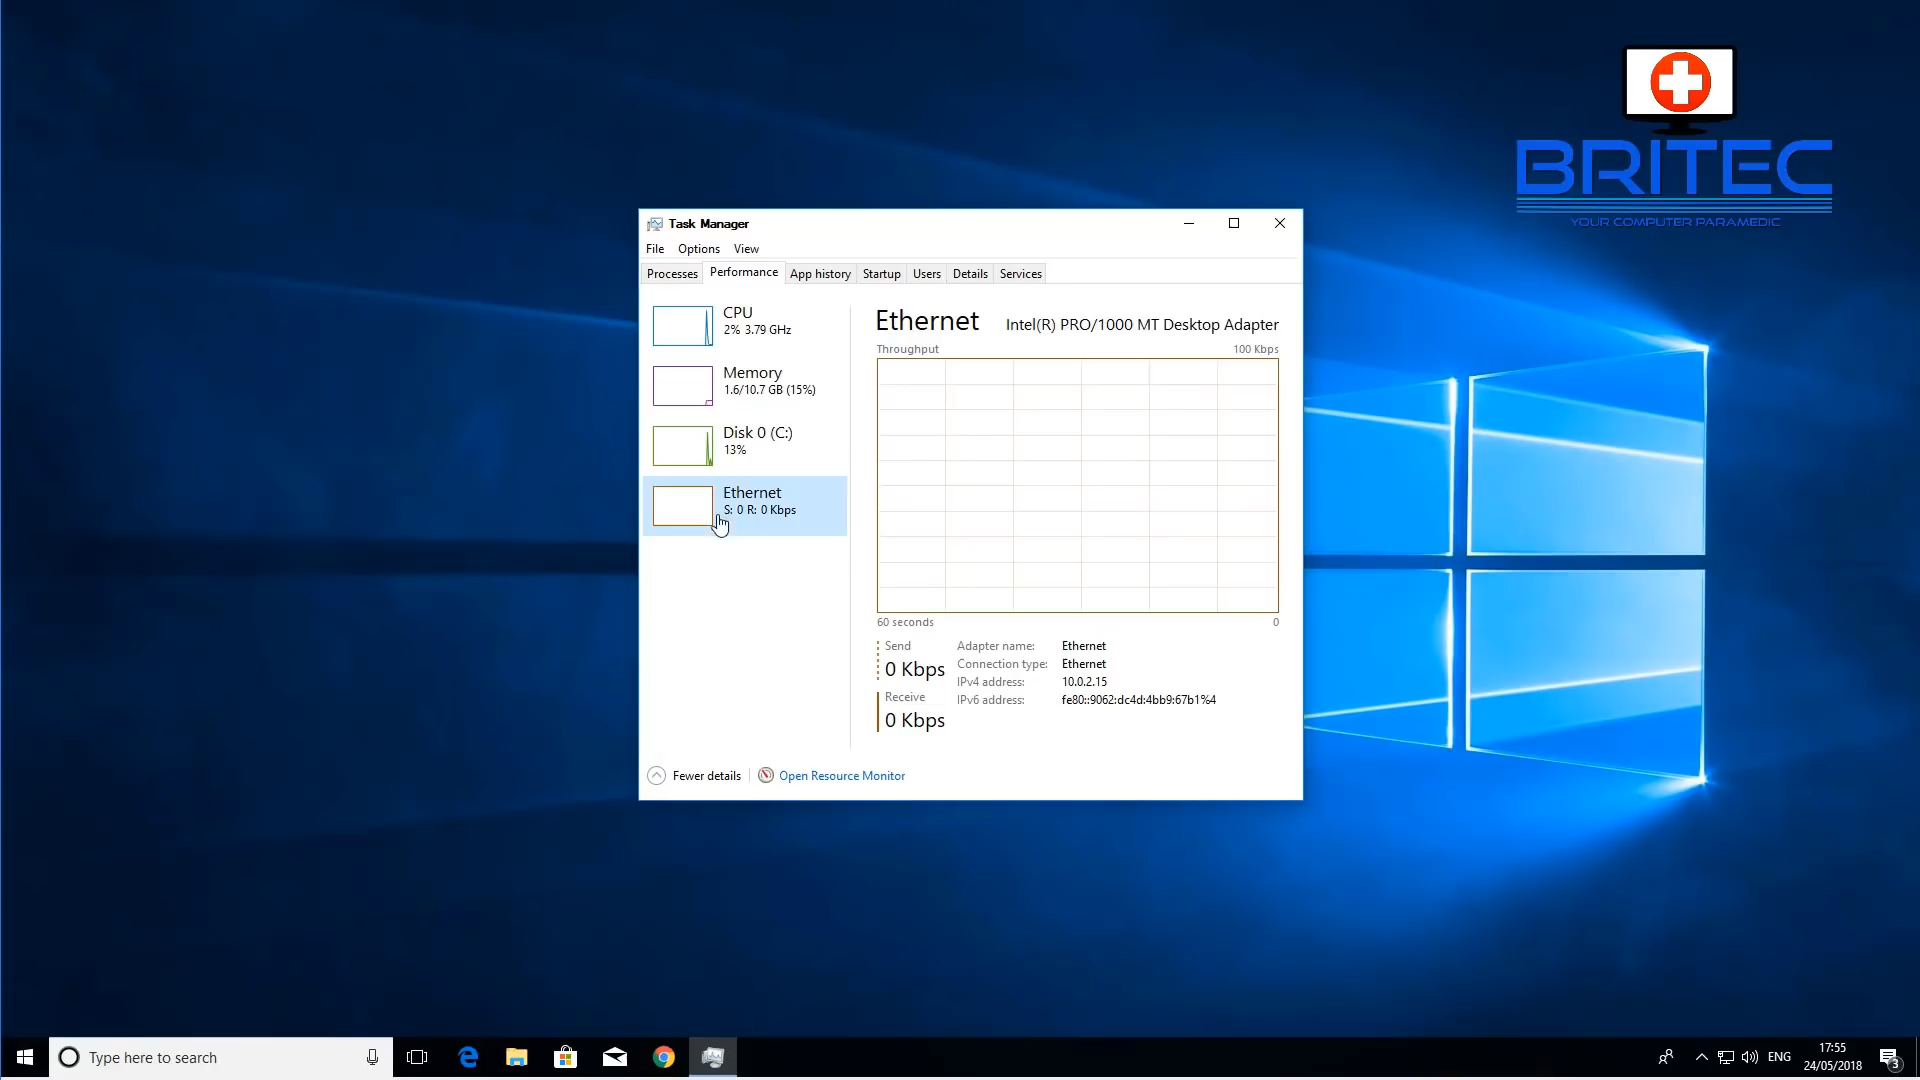 BRITEC
YOUR COMPUTER PARAMEDIC
Task Manager
File Options View
Processes Performance App history Startup Users Details Services
CPU
2% 3.79 GHz
Memory
1.6/10.7 GB (15%)
Disk 0 (C:)
13%
Ethernet
S: 0 R: 0 Kbps
Ethernet Intel(R) PRO/1000 MT Desktop Adapter
Throughput 100 Kbps
60 seconds 0
Send
0 Kbps
Receive
0 Kbps
Adapter name: Ethernet
Connection type: Ethernet
IPv4 address: 10.0.2.15
IPv6 address: fe80::9062:dc4d:4bb9:67b1%4
Fewer details Open Resource Monitor
Type here to search
ENG
17:55
24/05/2018
3